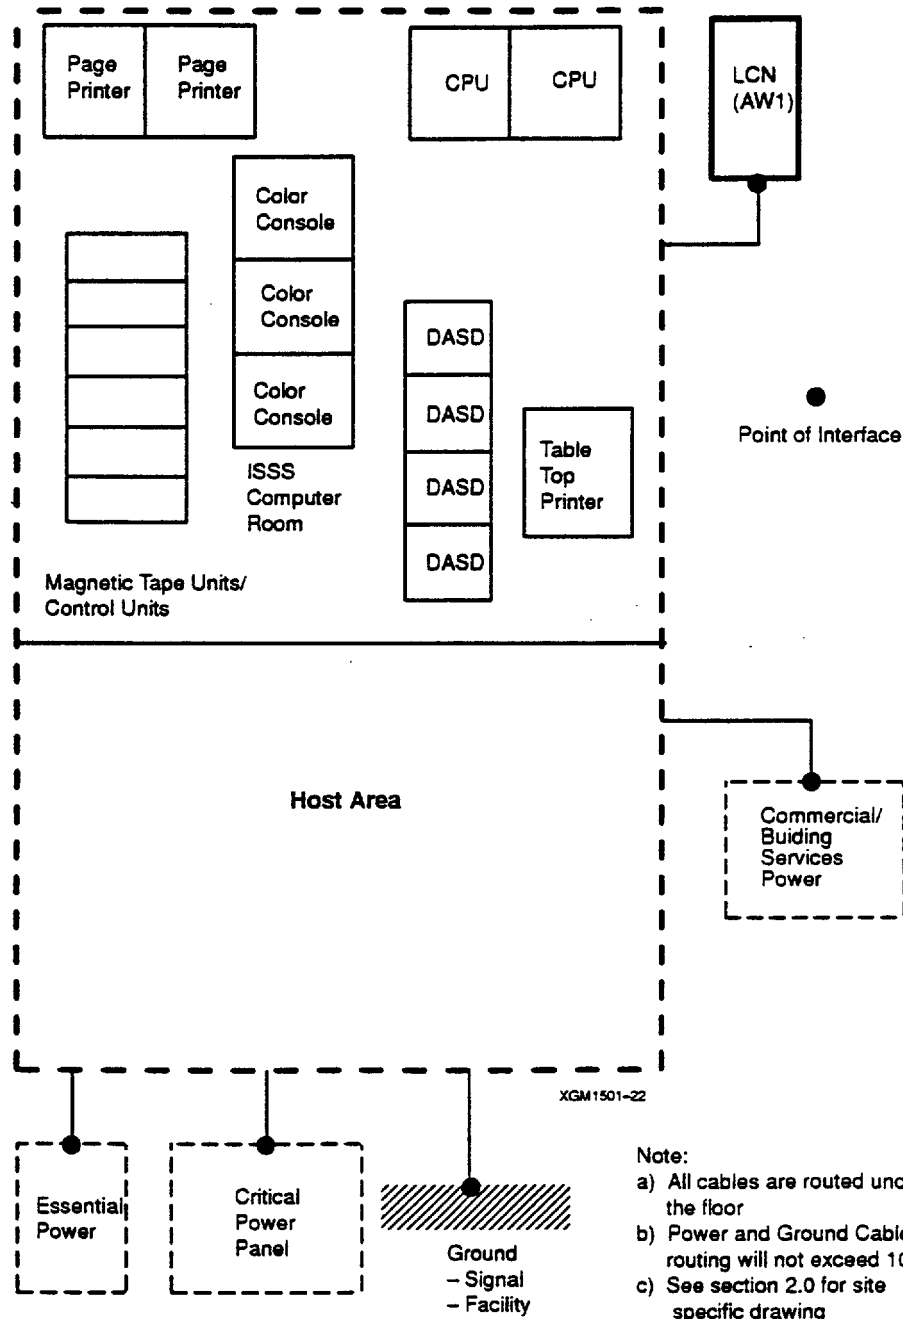 Page
Printer
Page
Printer
CPU
CPU
LCN
(AW1)
Color
Console
Color
Console
Color
Console
DASD
DASD
DASD
DASD
Point of Interface
Table
Top
Printer
ISSS
Computer
Room
Magnetic Tape Units/
Control Units
Host Area
Commercial/
Buiding
Services
Power
XGM1501-22
Essential
Power
Critical
Power
Panel
Ground
– Signal
– Facility
Note:
a) All cables are routed
the floor
b) Power and Ground
routing will not exceed
c) See section 2.0 for site
specific drawing